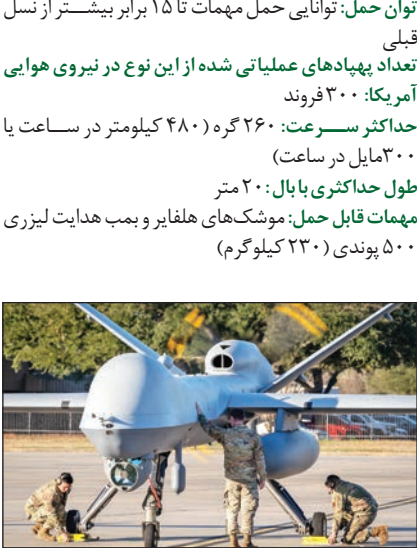 توان حمل: توانایی حمل مهمات تا ۱۵ برابر بیشتر از نسل
قبلی
تعداد پهپادهای عملیاتی شده از این نوع در نیروی هوایی
آمریکا: ۳۰۰ فروند
حداکثر سرعت: ۲۶۰ گره (۴۸۰ کیلومتر در ساعت یا
۳۰۰مایل در ساعت)
طول حداکثری با بال: ۲۰ متر
مهمات قابل حمل: موشک‌های هلفایر و بمب هدایت لیزری
۵۰۰ پوندی (۲۳۰ کیلوگرم)